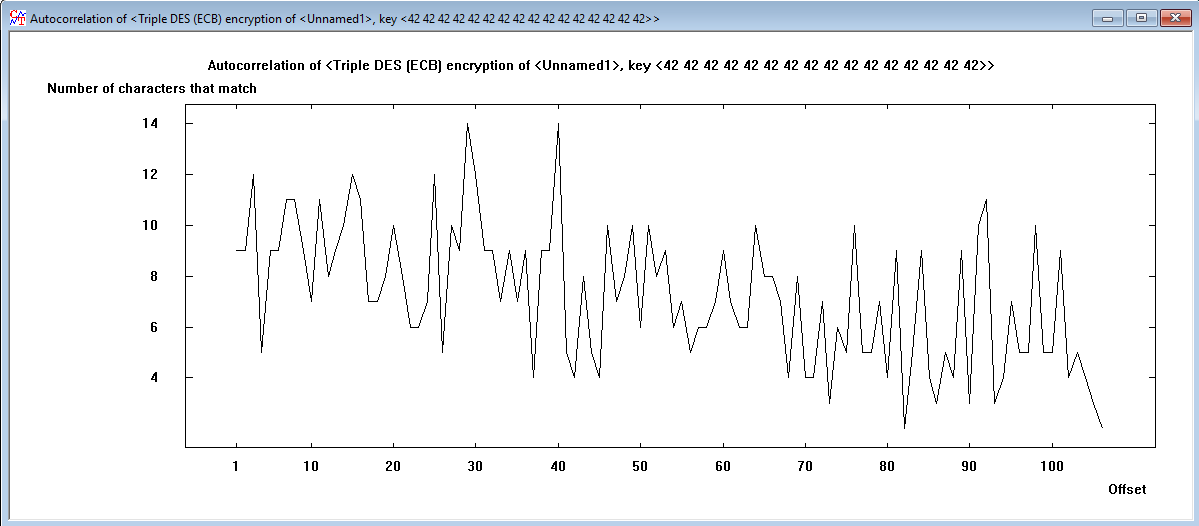 Autocorrelation of <Triple DES (ECB) encryption of <Unnamed1>, key <42 42 42 42 42 42 42 42 42 42 42 42 42 42 42 42>>
Autocorrelation of <Triple DES (ECB) encryption of <Unnamed1>, key <42 42 42 42 42 42 42 42 42 42 42 42 42 42 42 42>>
Number of characters that match
14
12
10
8
6
4
1 10 20 30 40 50 60 70 80 90 100
Offset